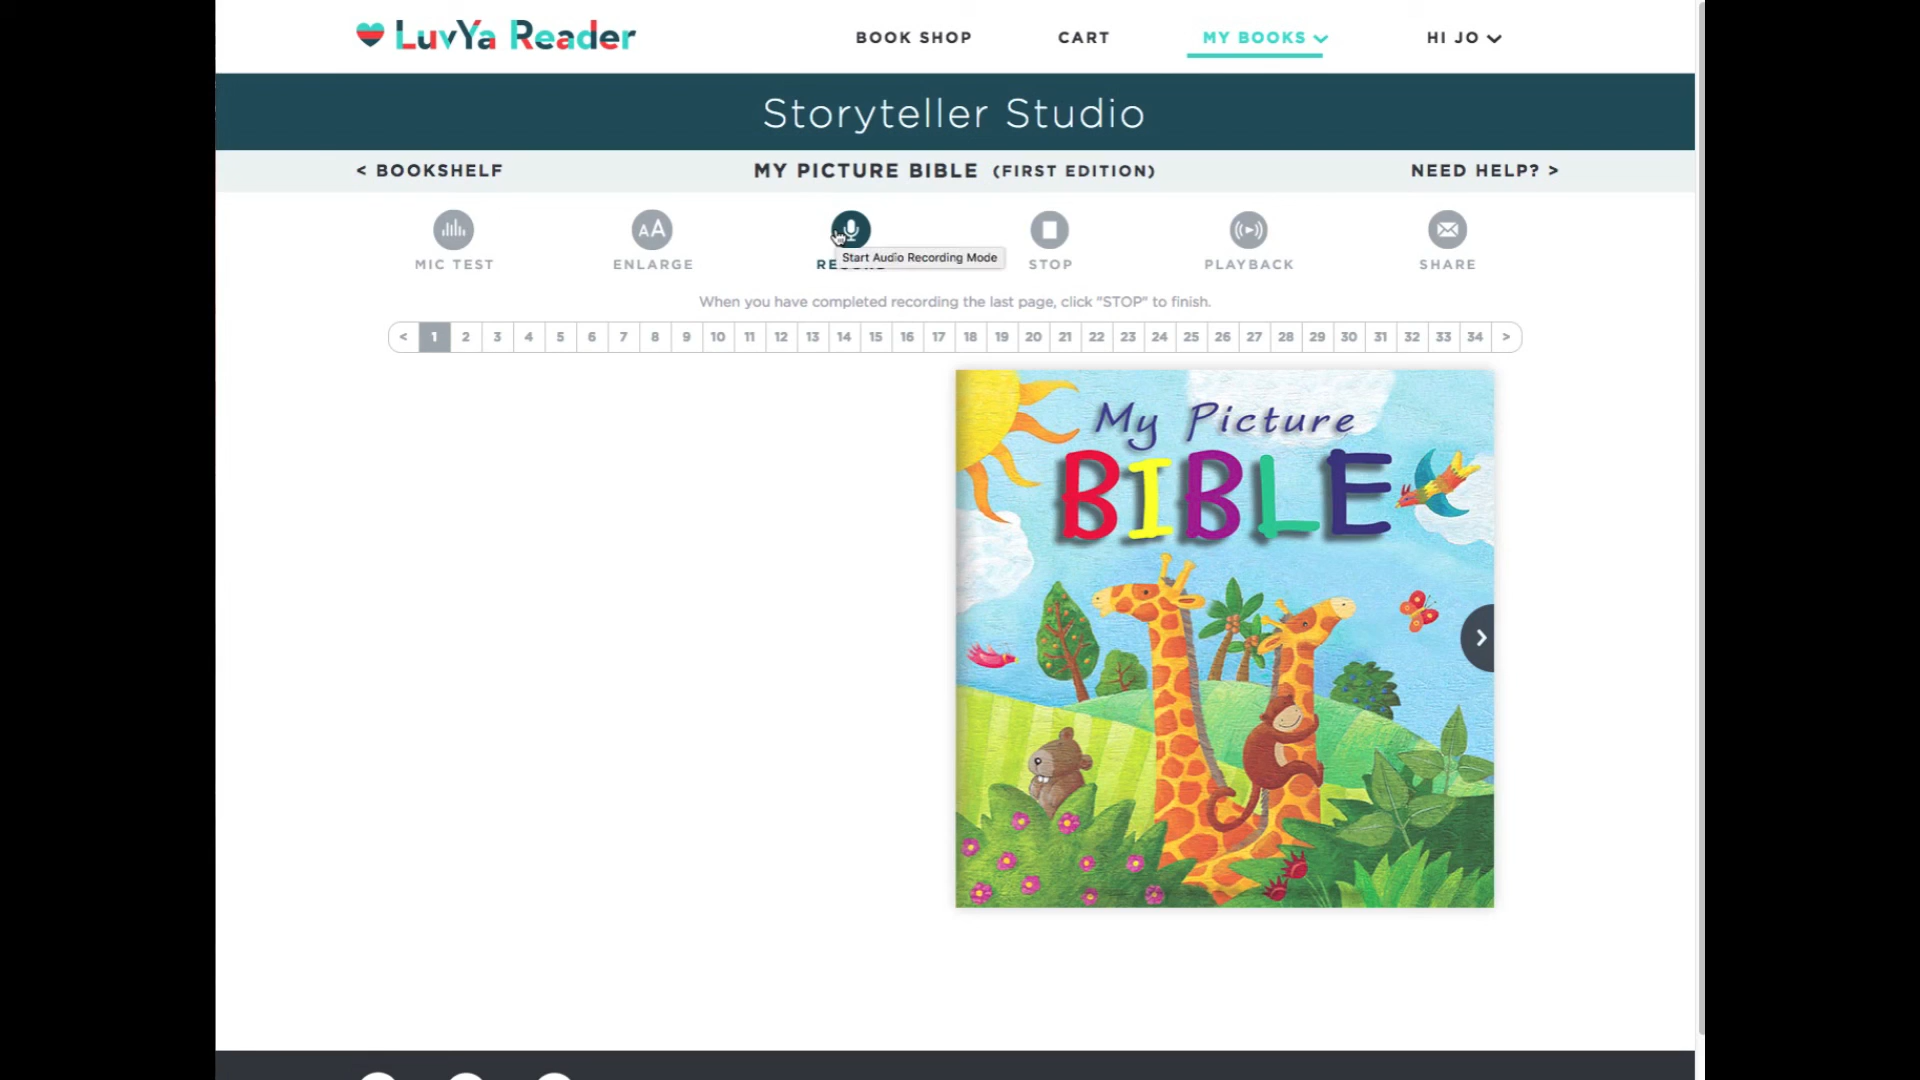 LuvYa Reader
BOOK SHOP
CART
MY BOOKS
HI JO
Storyteller Studio
< BOOKSHELF
MY PICTURE BIBLE (FIRST EDITION)
NEED HELP? >
MIC TEST
AA
ENLARGE
Start Audio Recording Mode
STOP
PLAYBACK
SHARE
When you have completed recording the last page, click "STOP" to finish.
< 1 2 3 4 5 6 7 8 9 10 11 12 13 14 15 16 17 18 19 20 21 22 23 24 25 26 27 28 29 30 31 32 33 34 >
My Picture
BIBLE